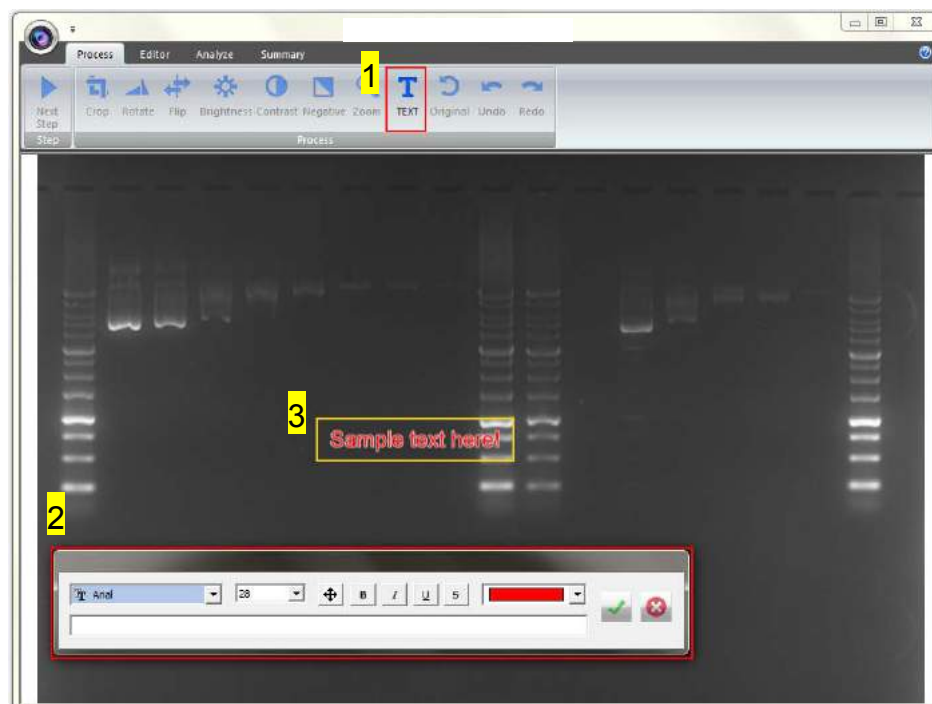 Process Editor Analyze Summary
1
Next Step Crop Rotate Flip Brightness Contrast Negative Zoom TEXT Original Undo Redo
Step Process
3
Sample text here!
2
Arial 28 B I U S